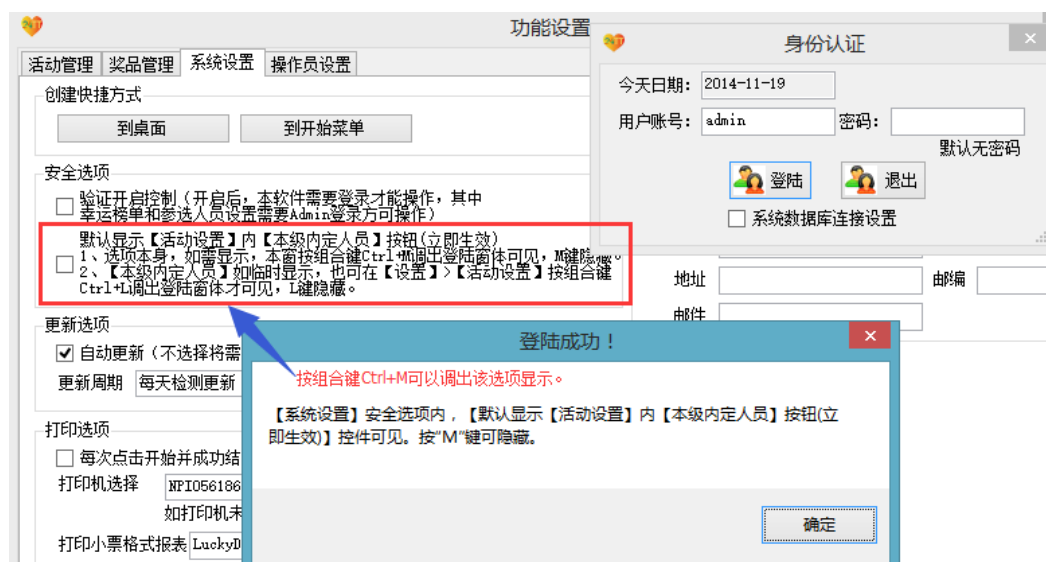 功能设置
活动管理 奖品管理 系统设置 操作员设置
创建快捷方式
到桌面 到开始菜单
安全选项
验证开启控制(开启后，本软件需要登录才能操作，其中
幸运榜单和参选人员设置需要Admin登录方可操作)
默认显示【活动设置】内【本级内定人员】按钮(立即生效)
1、选项本身，如需显示，本窗按组合键Ctrl+M调出登陆窗体可见，M键隐藏。
2、【本级内定人员】如临时显示，也可在【设置】>【活动设置】按组合键
Ctrl+L调出登陆窗体才可见，L键隐藏。
更新选项
自动更新(不选择将需
更新周期 每天检测更新
打印选项
每次点击开始并成功结
打印机选择 NPI056186
如打印机未
打印小票格式报表 LuckyD
身份认证
今天日期： 2014-11-19
用户账号： admin 密码：
默认无密码
登陆 退出
系统数据库连接设置
地址 邮编
邮件
登陆成功！
按组合键Ctrl+M可以调出该选项显示。
【系统设置】安全选项内，【默认显示【活动设置】内【本级内定人员】按钮(立
即生效)】控件可见。按"M"键可隐藏。
确定